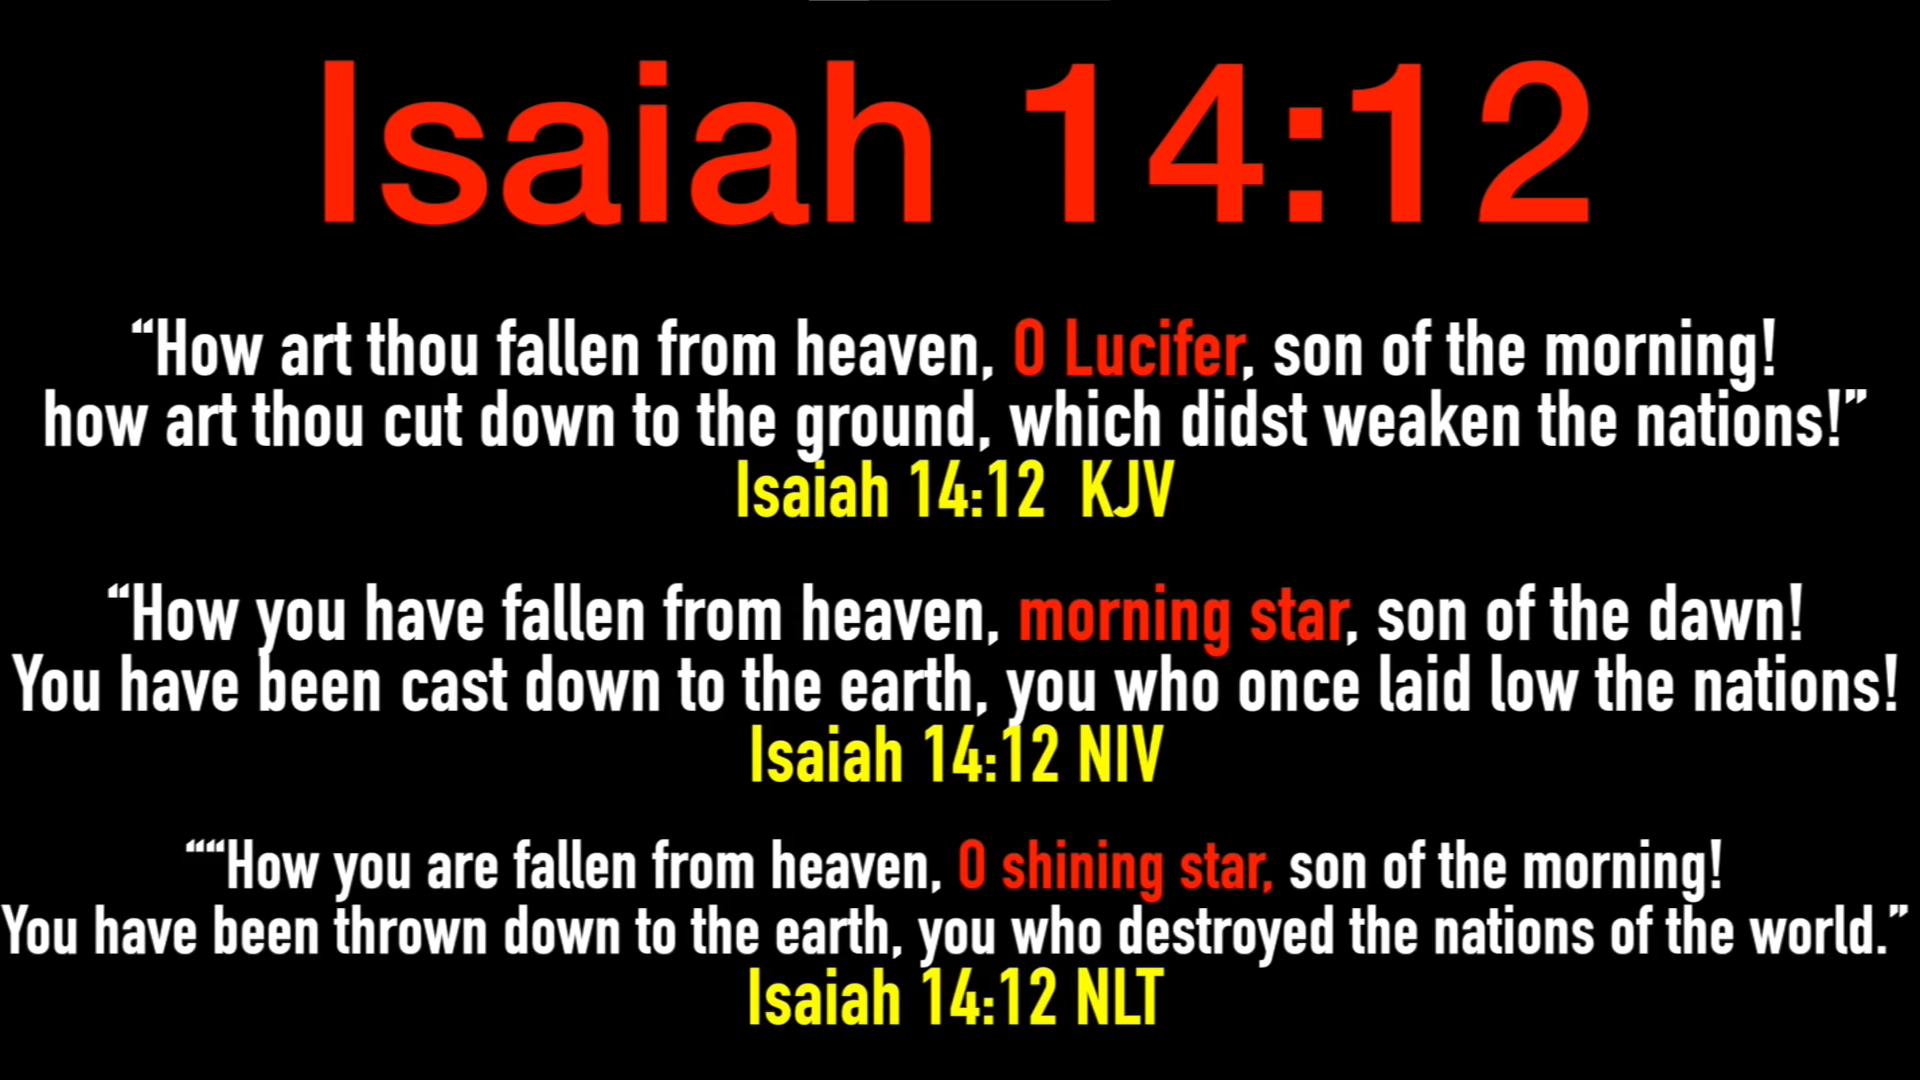 Isaiah 14:12
“How art thou fallen from heaven, O Lucifer, son of the morning!
how art thou cut down to the ground, which didst weaken the nations!”
Isaiah 14:12 KJV
“How you have fallen from heaven, morning star, son of the dawn!
You have been cast down to the earth, you who once laid low the nations!
Isaiah 14:12 NIV
““How you are fallen from heaven, O shining star, son of the morning!
You have been thrown down to the earth, you who destroyed the nations of the world.”
Isaiah 14:12 NLT